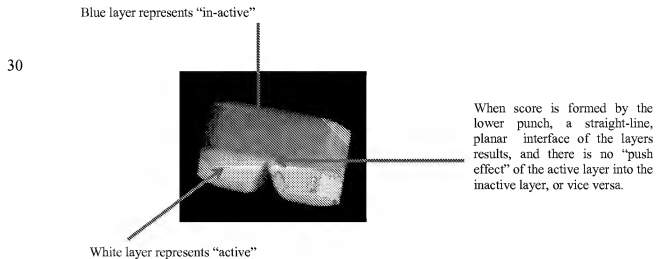 Blue layer represents “in-active”
30
When score is formed by the
lower punch, a straight-line,
planar interface of the layers
results, and there is no “push
effect” of the active layer into the
inactive layer, or vice versa.
White layer represents “active”